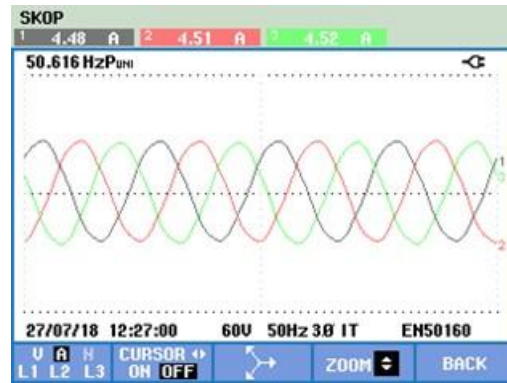 SKOP
1 4.48 A 2 4.51 A 3 4.52 A
50.616 HzPUNI
1
3
2
27/07/18 12:27:00 60V 50Hz 3.Ø IT EN50160
V A H CURSOR ZOOM BACK
L1 L2 L3 ON OFF